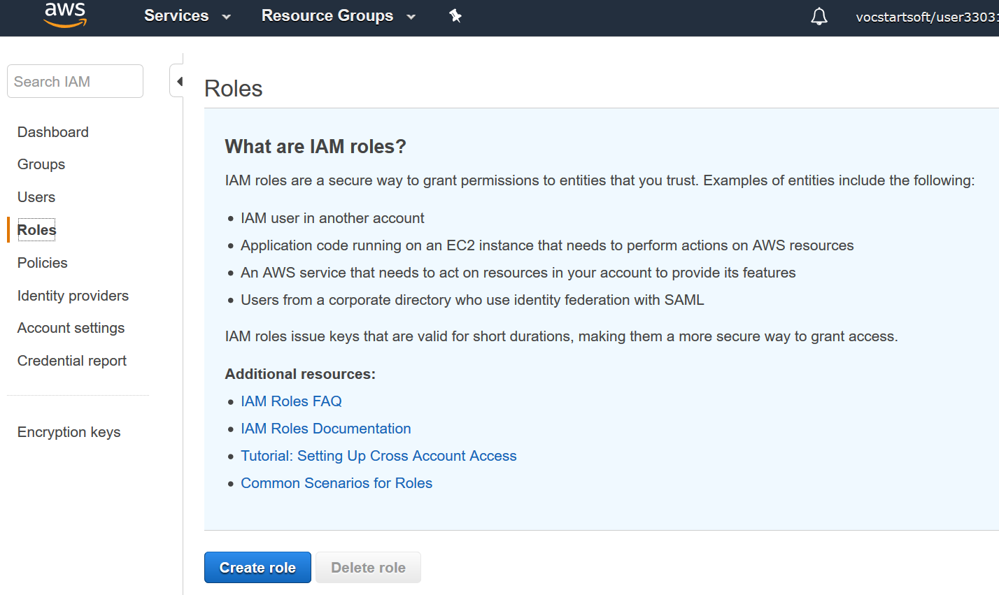 aws
Services
Resource Groups
vocstartsoft/user3303
Search IAM
Dashboard
Groups
Users
Roles
Policies
Identity providers
Account settings
Credential report
Encryption keys
Roles
What are IAM roles?
IAM roles are a secure way to grant permissions to entities that you trust. Examples of entities include the following:
IAM user in another account
Application code running on an EC2 instance that needs to perform actions on AWS resources
An AWS service that needs to act on resources in your account to provide its features
Users from a corporate directory who use identity federation with SAML
IAM roles issue keys that are valid for short durations, making them a more secure way to grant access.
Additional resources:
IAM Roles FAQ
IAM Roles Documentation
Tutorial: Setting Up Cross Account Access
Common Scenarios for Roles
Create role
Delete role